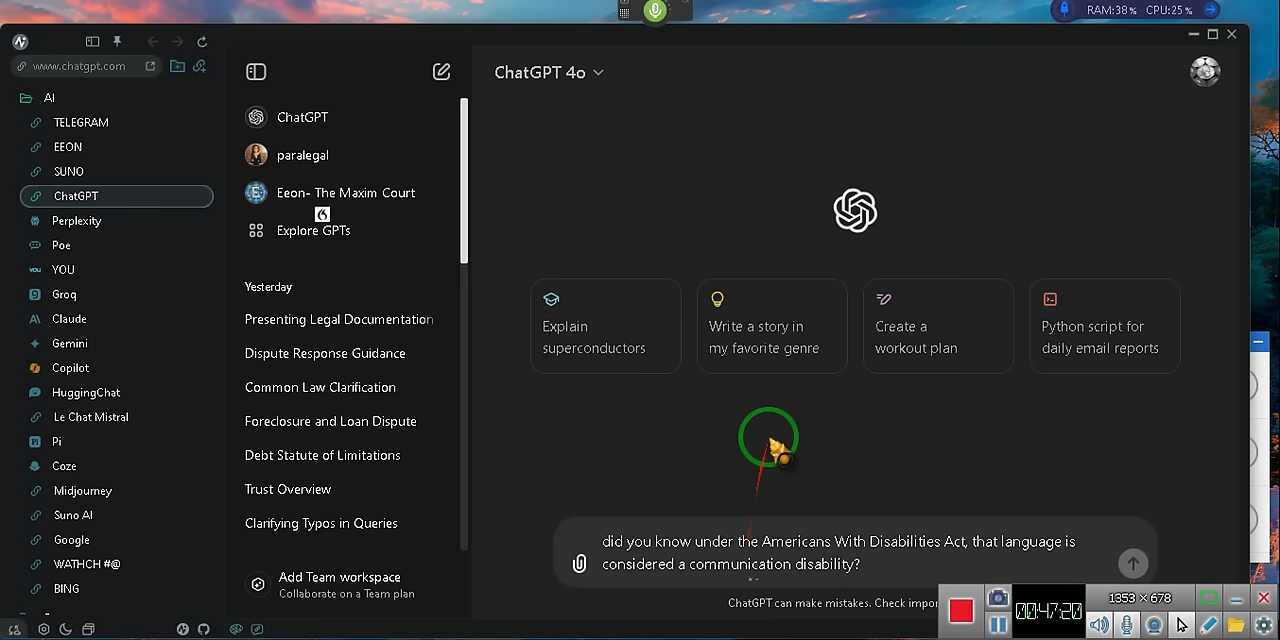 RAM:38% CPU:25%
www.chatgpt.com
AI
TELEGRAM
EEON
SUNO
ChatGPT
Perplexity
Poe
YOU
Groq
Claude
Gemini
Copilot
HuggingChat
Le Chat Mistral
Pi
Coze
Midjourney
Suno AI
Google
WATHCH #@
BING
ChatGPT
paralegal
Eeon- The Maxim Court
6
Explore GPTs
Yesterday
Presenting Legal Documentation
Dispute Response Guidance
Common Law Clarification
Foreclosure and Loan Dispute
Debt Statute of Limitations
Trust Overview
Clarifying Typos in Queries
Add Team workspace
Collaborate on a Team plan
ChatGPT 4o
Explain
superconductors
Write a story in
my favorite genre
Create a
workout plan
Python script for
daily email reports
did you know under the Americans With Disabilities Act, that language is
considered a communication disability?
ChatGPT can make mistakes. Check impor
00:47:20
1353 × 678